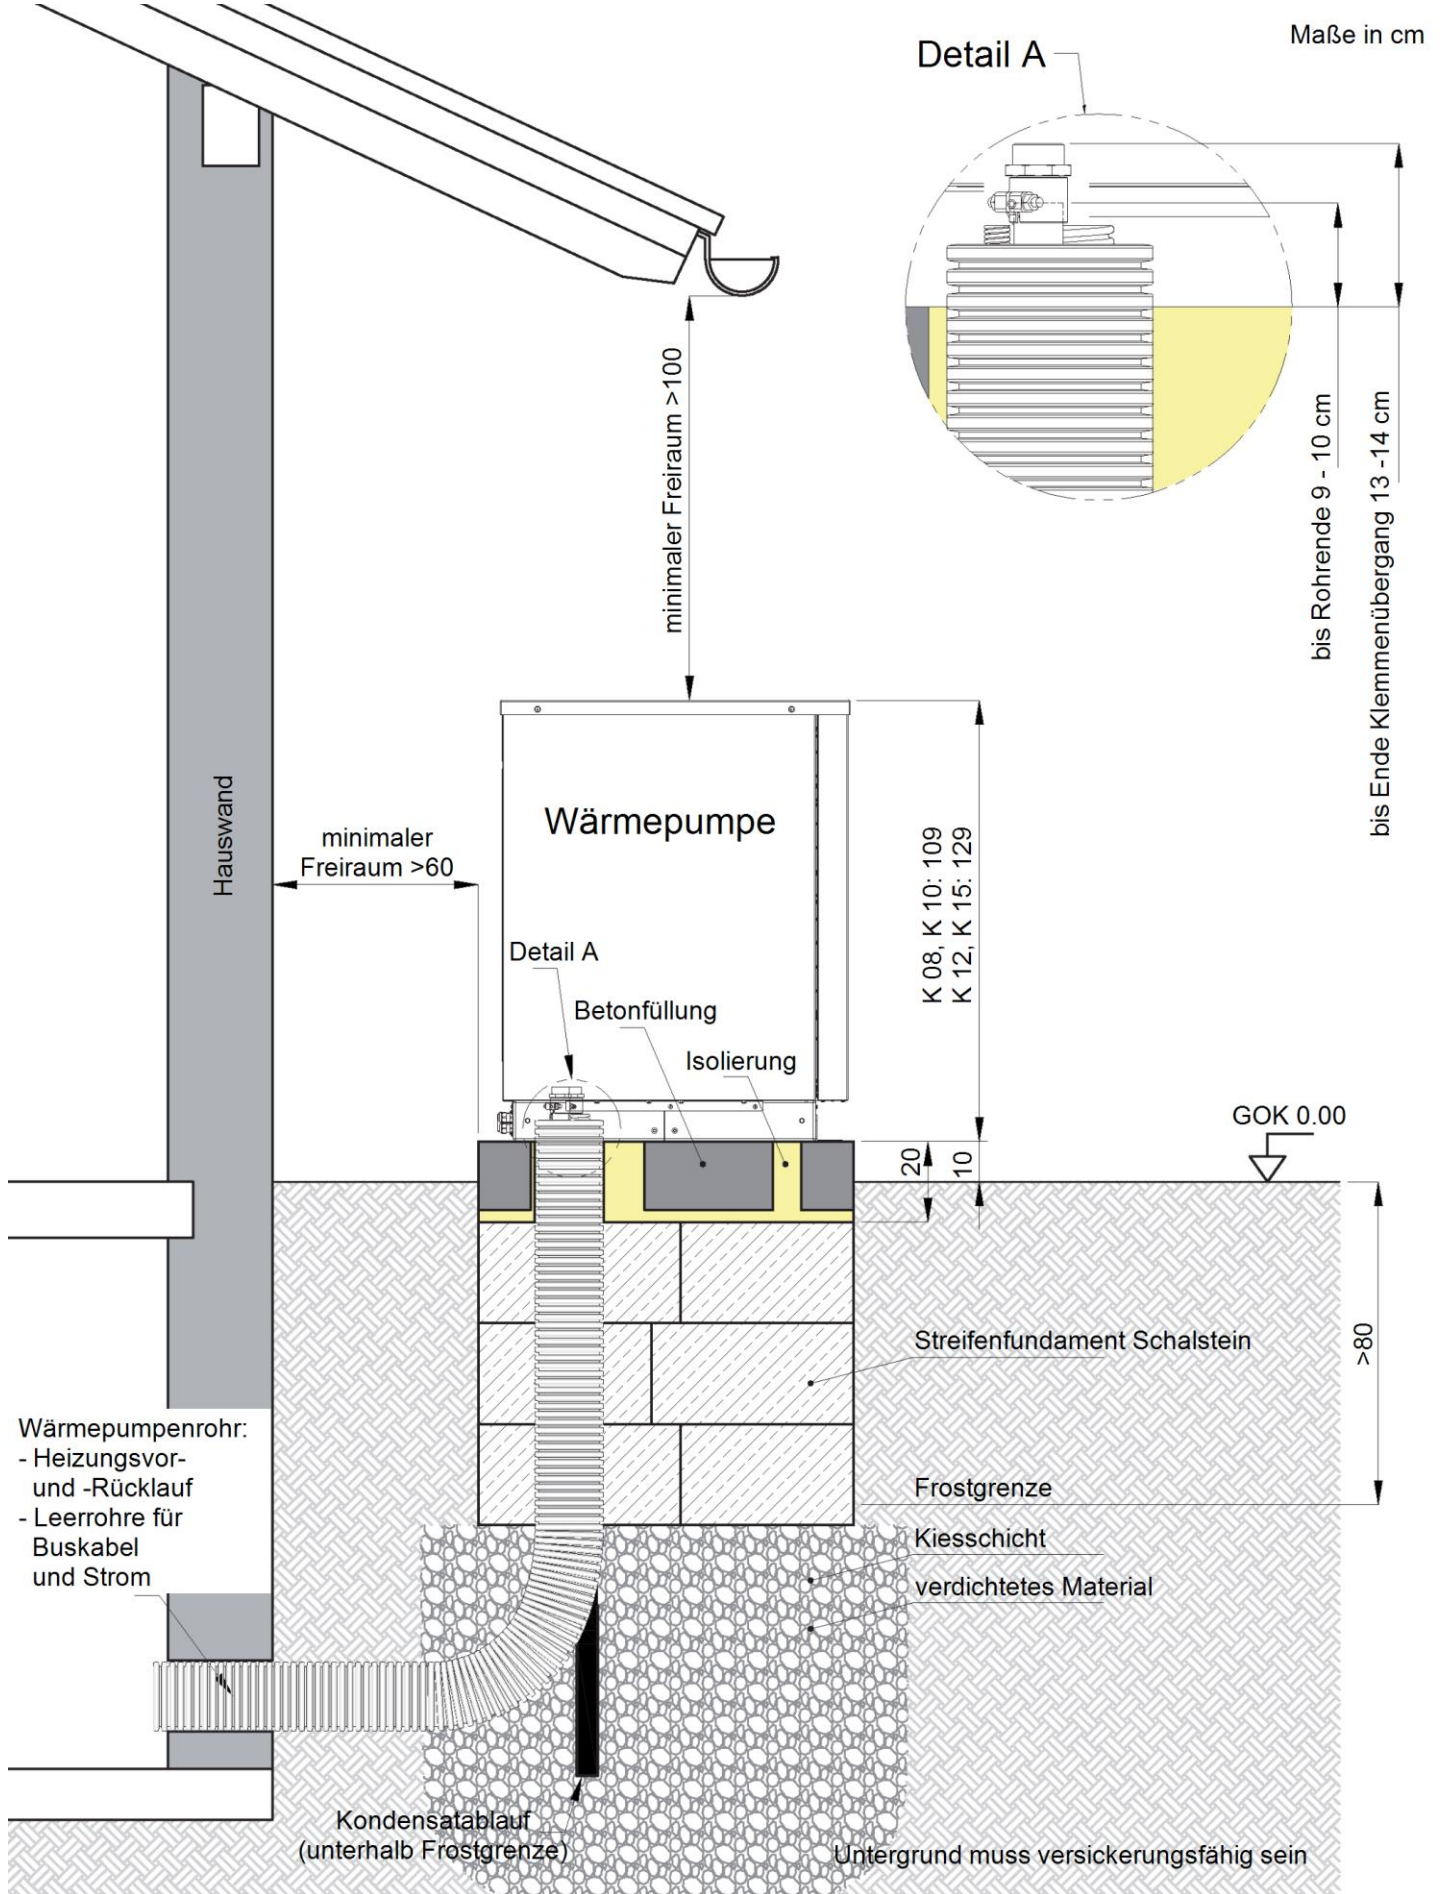 Maße in cm
Detail A
minimaler Freiraum >100
bis Rohrende 9 - 10 cm
bis Ende Klemmenübergang 13 -14 cm
Hauswand
minimaler
Freiraum >60
Wärmepumpe
K 08, K 10: 109
K 12, K 15: 129
Detail A
Betonfüllung
Isolierung
GOK 0.00
20
10
>80
Streifenfundament Schalstein
Wärmepumpenrohr:
- Heizungsvor-
und -Rücklauf
- Leerrohre für
Buskabel
und Strom
Frostgrenze
Kiesschicht
verdichtetes Material
Kondensatablauf
(unterhalb Frostgrenze)
Untergrund muss versickerungsfähig sein